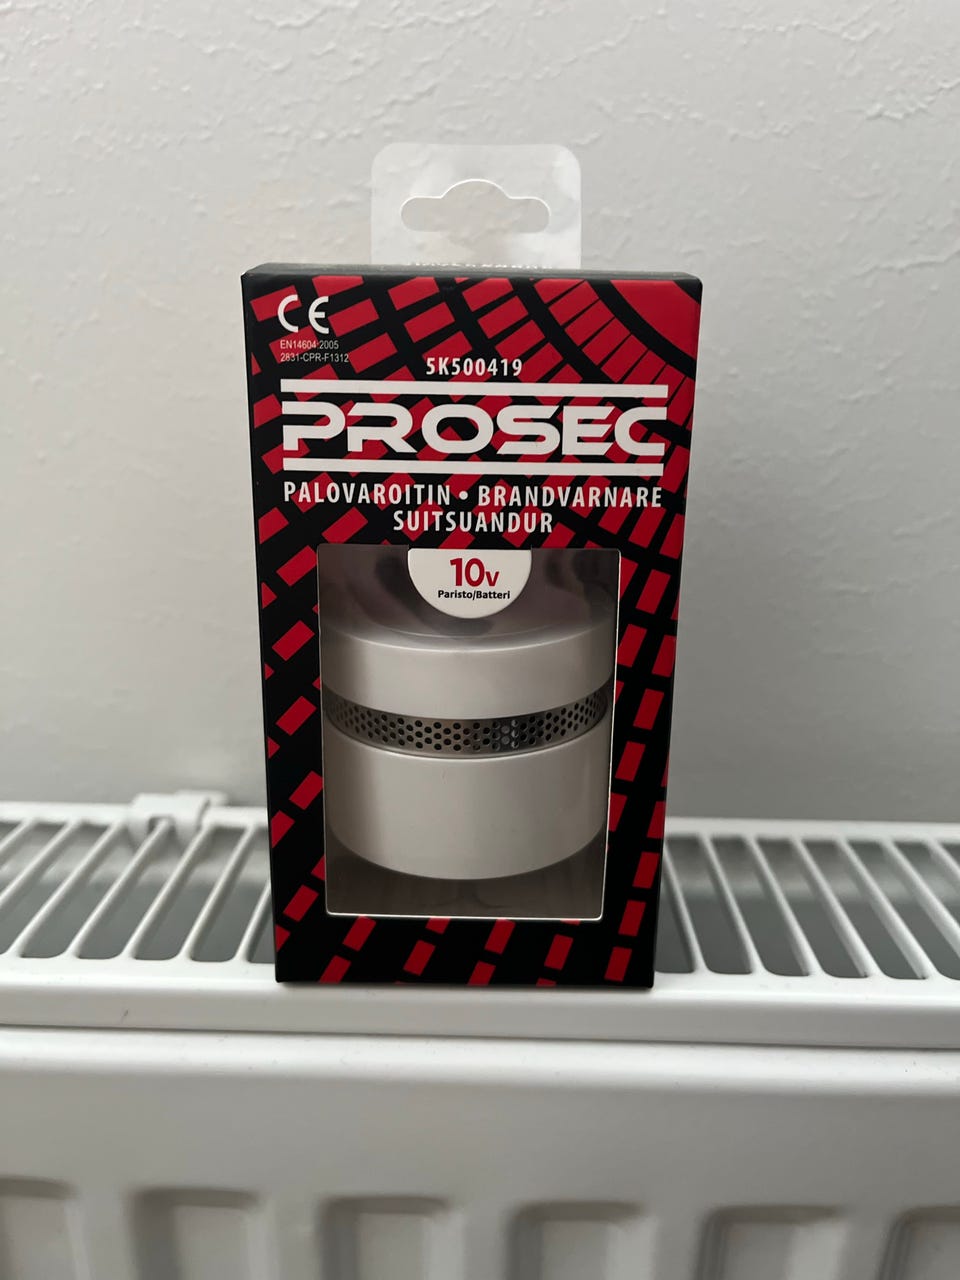 CE
EN14604:2005
2831-CPR-F1312
5K500419
PROSEC
PALOVAROITIN • BRANDVARNARE
SUITSUANDUR
10v
Paristo/Batteri